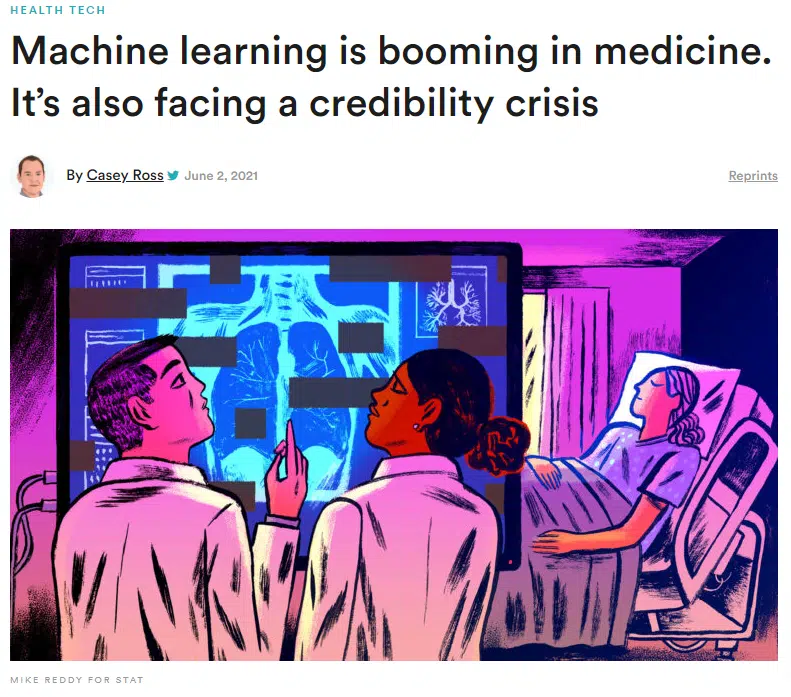 HEALTH TECH
Machine learning is booming in medicine.
It’s also facing a credibility crisis
By Casey Ross June 2, 2021
Reprints
MIKE REDDY FOR STAT